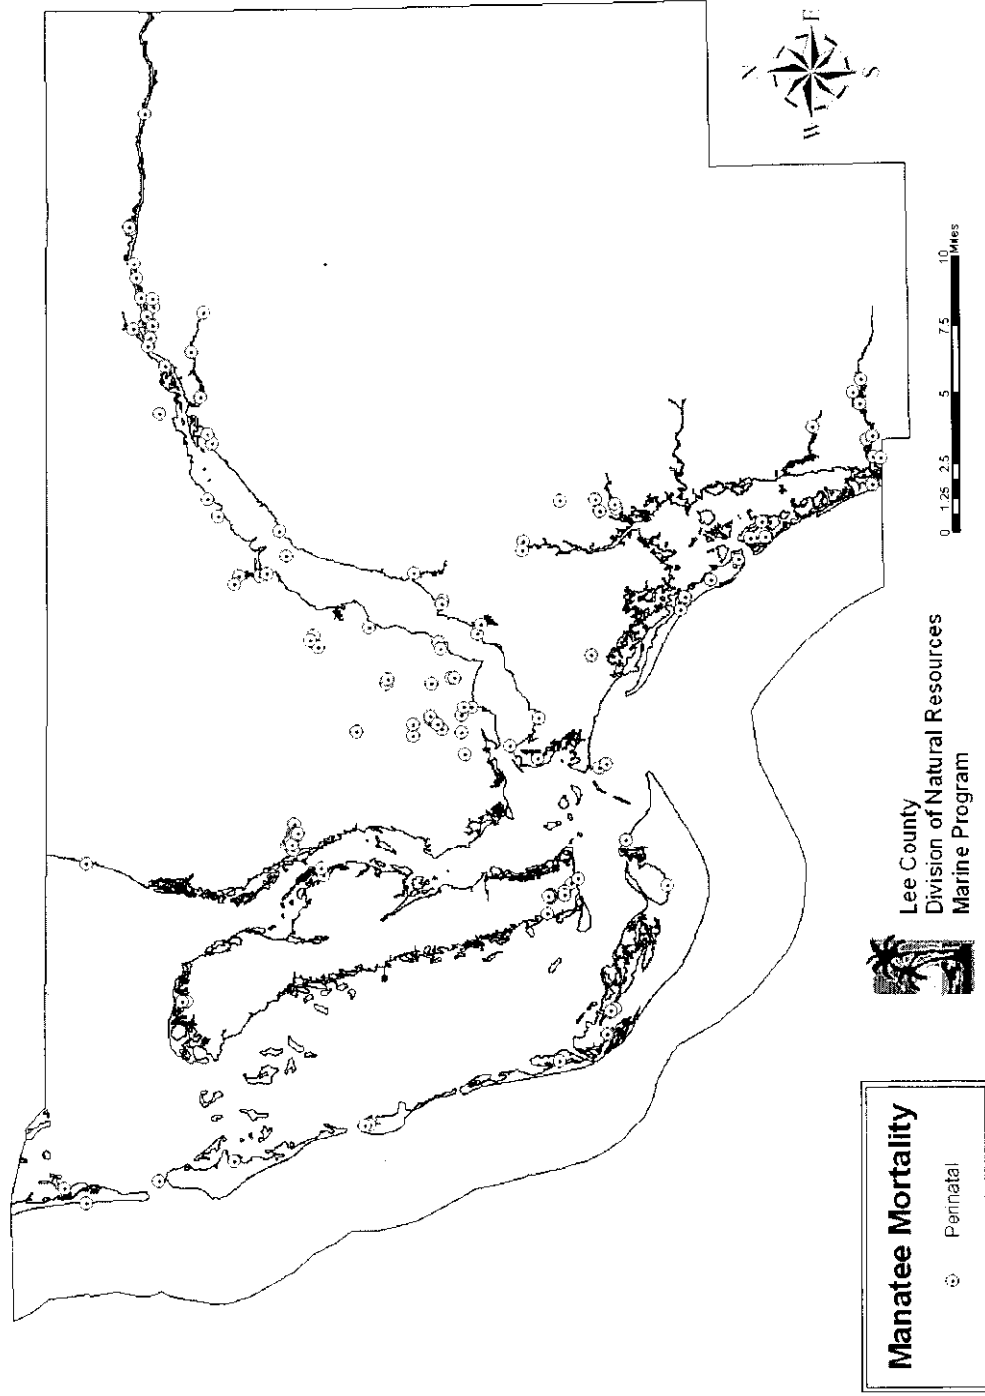 N
W
E
S
0 1.25 2.5 5 7.5 10
Miles
Lee County
Division of Natural Resources
Marine Program
Manatee Mortality
Perinatal